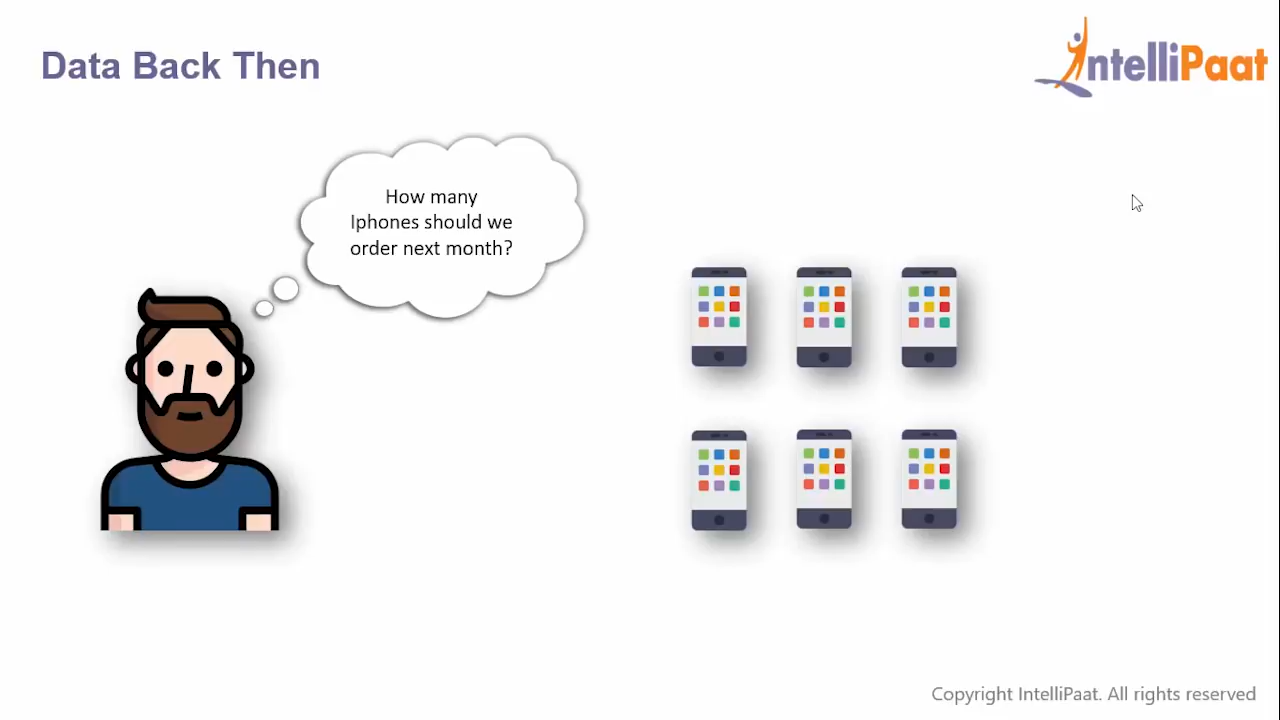 Data Back Then
IntelliPaat
How many
Iphones should we
order next month?
Copyright IntelliPaat. All rights reserved